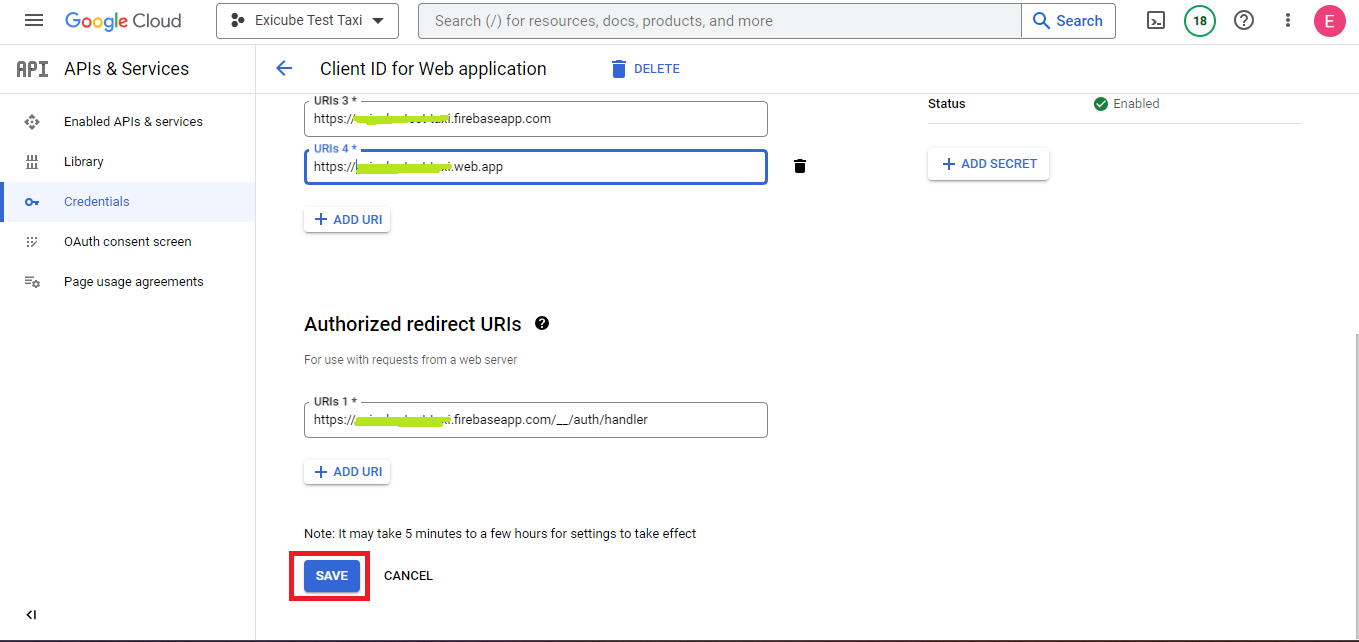 Google Cloud
Exicube Test Taxi
Search (/) for resources, docs, products, and more
Search
18
E
API APIs & Services
Client ID for Web application
DELETE
Enabled APIs & services
Library
Credentials
OAuth consent screen
Page usage agreements
URIs 3 *
https://
.firebaseapp.com
URIs 4 *
https://
.web.app
ADD URI
Status
Enabled
ADD SECRET
Authorized redirect URIs
For use with requests from a web server
URIs 1 *
https://
.firebaseapp.com/__/auth/handler
ADD URI
Note: It may take 5 minutes to a few hours for settings to take effect
SAVE
CANCEL